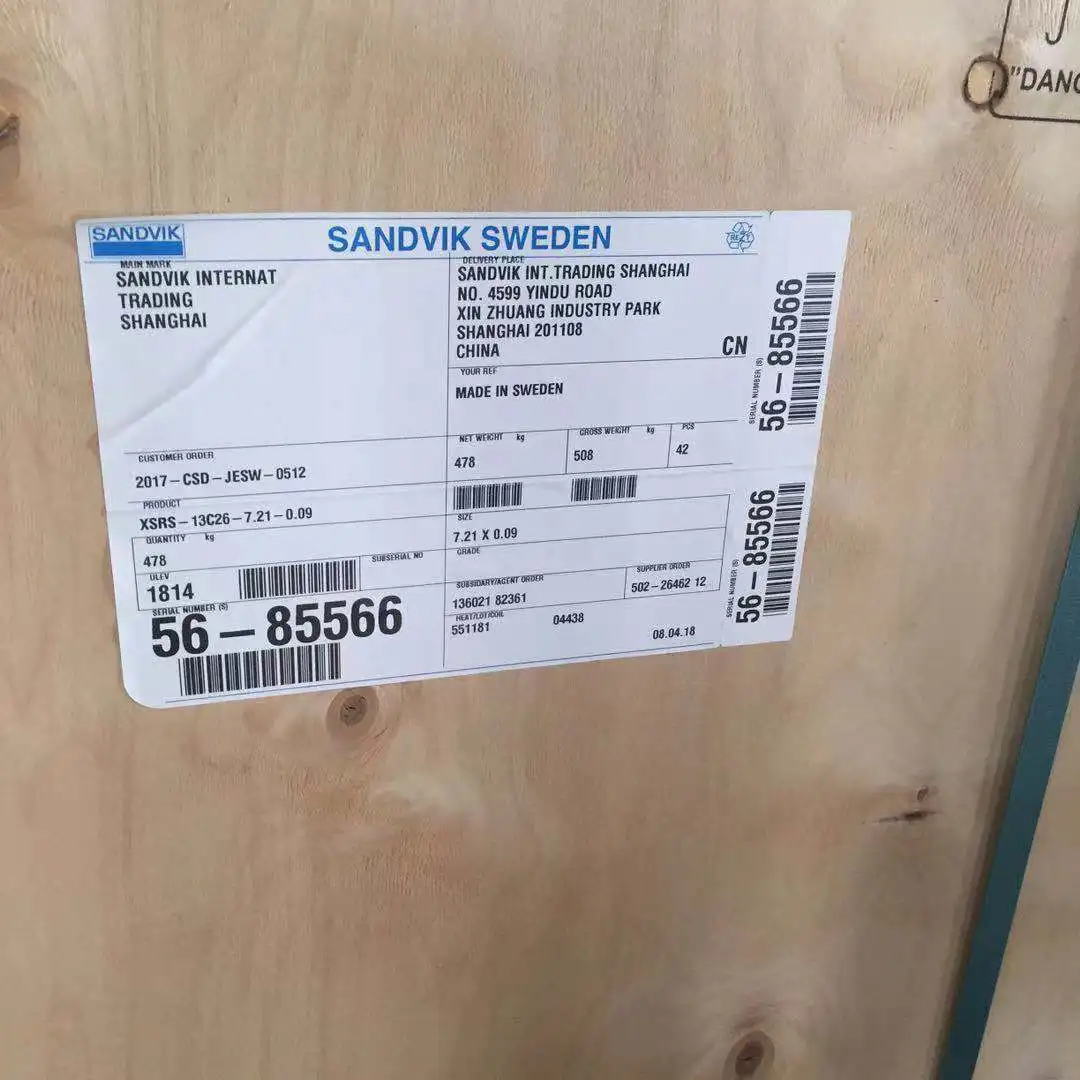 "DANG
SANDVIK
SANDVIK SWEDEN
MAIN MARK
SANDVIK INTERNAT
TRADING
SHANGHAI
DELIVERY PLACE
SANDVIK INT.TRADING SHANGHAI
NO. 4599 YINDU ROAD
XIN ZHUANG INDUSTRY PARK
SHANGHAI 201108
CHINA
CN
YOUR REF
MADE IN SWEDEN
CUSTOMER ORDER
2017-CSD-JESW-0512
NET WEIGHT kg
478
GROSS WEIGHT kg
508
PCS
42
PRODUCT
XSRS-13C26-7.21-0.09
QUANTITY kg
478
SIZE
7.21 X 0.09
GRADE
ULEV
1814
SUBSERIAL NO
SUBSIDARY/AGENT ORDER
136021 82361
SUPPLIER ORDER
502-26462 12
SERIAL NUMBER (S)
56-85566
HEAT/LOT/COIL
551181
04438
08.04.18
SERIAL NUMBER (S)
56-85566
SERIAL NUMBER (S)
56-85566